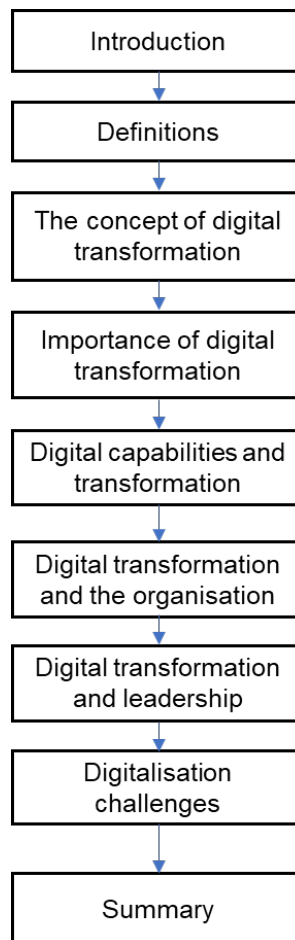 Introduction
Definitions
The concept of digital
transformation
Importance of digital
transformation
Digital capabilities and
transformation
Digital transformation
and the organisation
Digital transformation
and leadership
Digitalisation
challenges
Summary